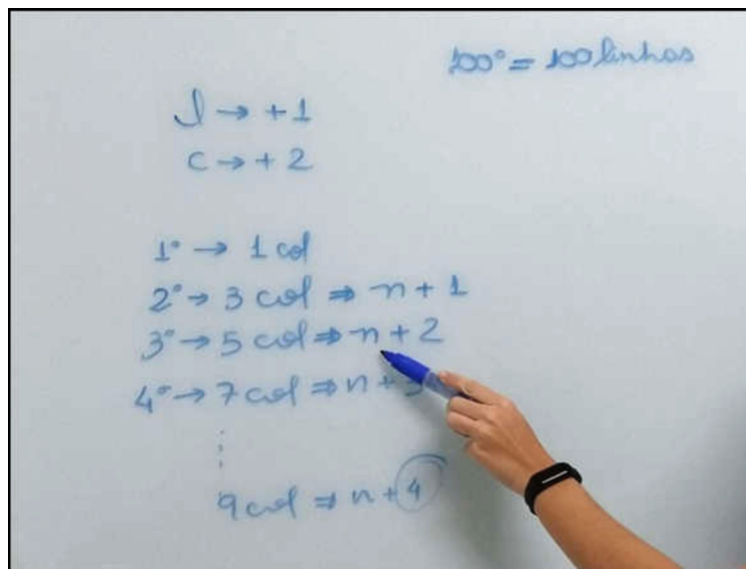 100° = 100 linhas
l → + 1
c → + 2
1° → 1 col
2° → 3 col ⇒ n + 1
3° → 5 col ⇒ n + 2
4° → 7 col ⇒ n + 3
9 col ⇒ n + 4